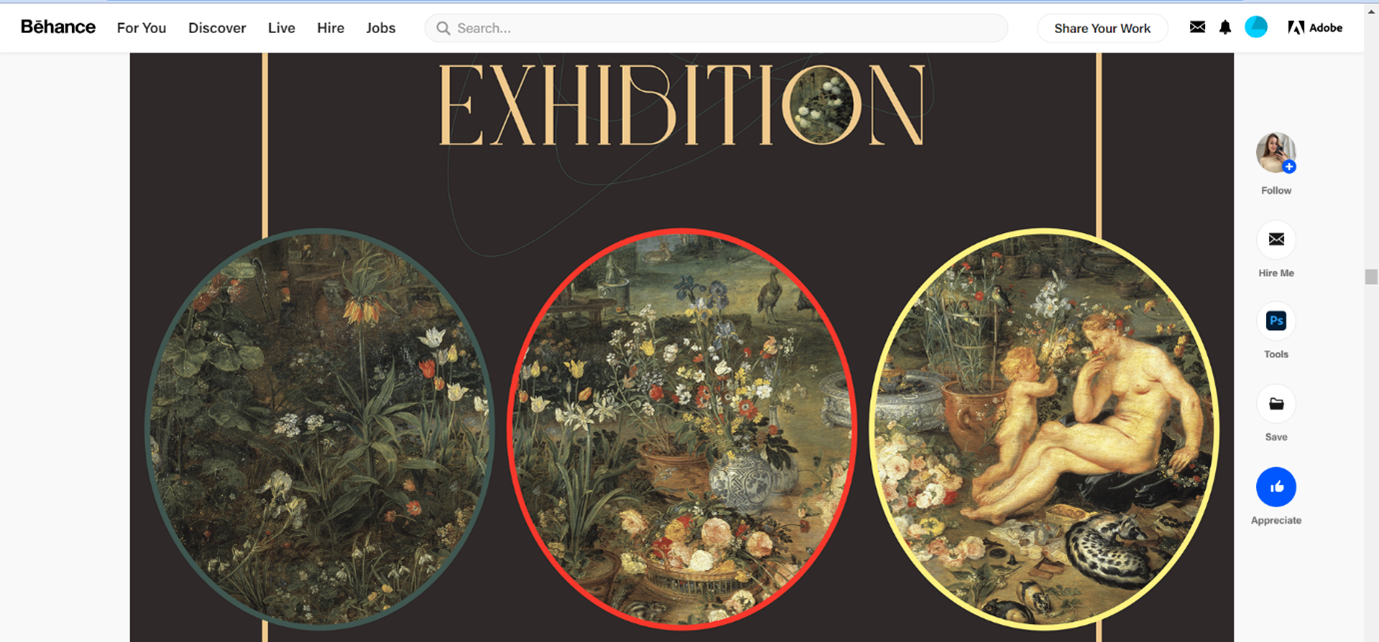 Bēhance For You Discover Live Hire Jobs Search... Share Your Work Adobe
EXHIBITION
Follow
Hire Me
Ps
Tools
Save
Appreciate